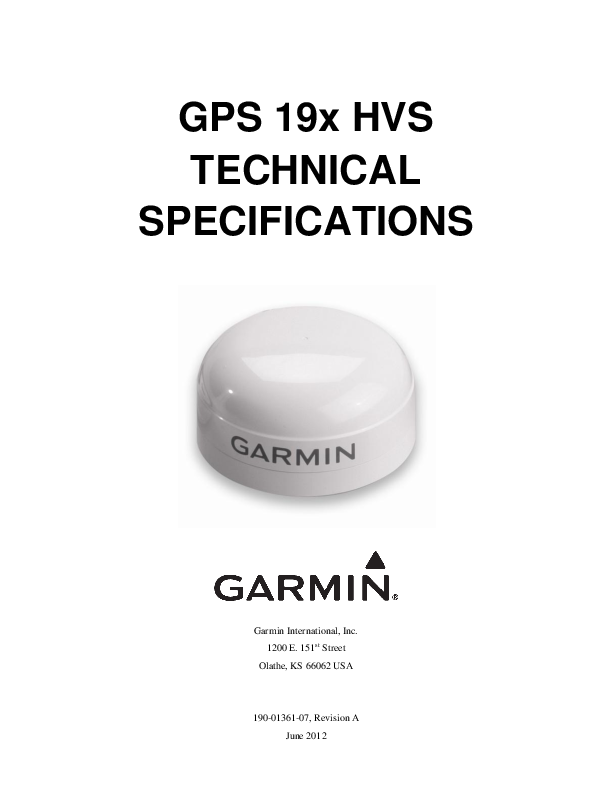 GPS 19x HVS
TECHNICAL
SPECIFICATIONS
GARMIN
GARMIN®
Garmin International, Inc.
1200 E. 151st Street
Olathe, KS 66062 USA
190-01361-07, Revision A
June 2012